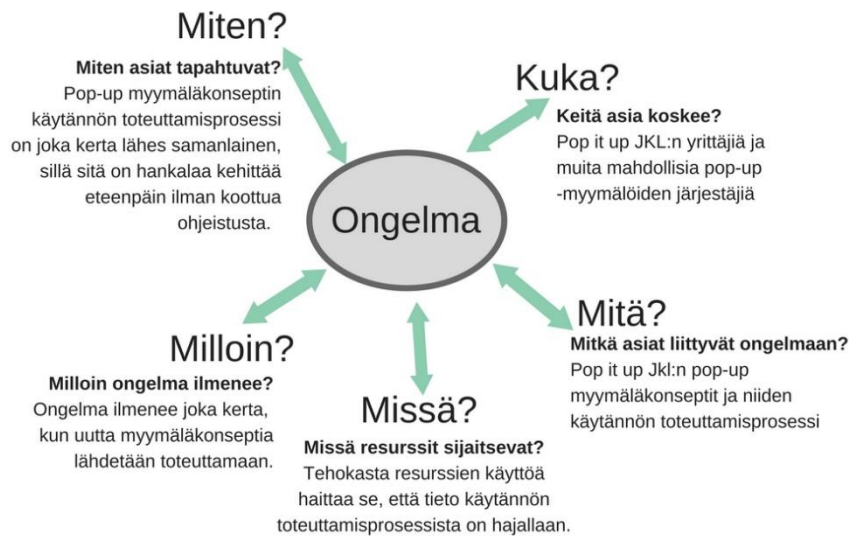 Miten?
Miten asiat tapahtuvat?
Pop-up myymäläkonseptin
käytännön toteuttamisprosessi
on joka kerta lähes samanlainen,
sillä sitä on hankalaa kehittää
eteenpäin ilman koottua
ohjeistusta.
Kuka?
Keitä asia koskee?
Pop it up JKL:n yrittäjiä ja
muita mahdollisia pop-up
-myymälöiden järjestäjiä
Ongelma
Milloin?
Milloin ongelma ilmenee?
Ongelma ilmenee joka kerta,
kun uutta myymäläkonseptia
lähdetään toteuttamaan.
Missä?
Missä resurssit sijaitsevat?
Tehokasta resurssien käyttöä
haittaa se, että tieto käytännön
toteuttamisprosessista on hajallaan.
Mitä?
Mitkä asiat liittyvät ongelmaan?
Pop it up Jkl:n pop-up
myymäläkonseptit ja niiden
käytännön toteuttamisprosessi